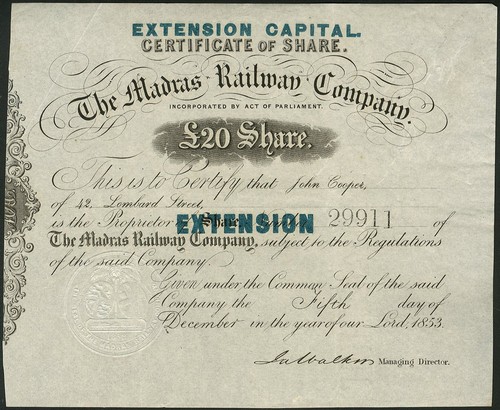 EXTENSION CAPITAL.
CERTIFICATE OF SHARE.
The Madras Railway Company.
INCORPORATED BY ACT OF PARLIAMENT.
£20 Share.
This is to Certify that John Cooper,
of 42, Lombard Street,
is the Proprietor EXTENSION Share 29911 of
The Madras Railway Company, subject to the Regulations
of the said Company.
Given under the Common Seal of the said
Company the Fifth day of
December in the year of our Lord, 1853.
Managing Director.